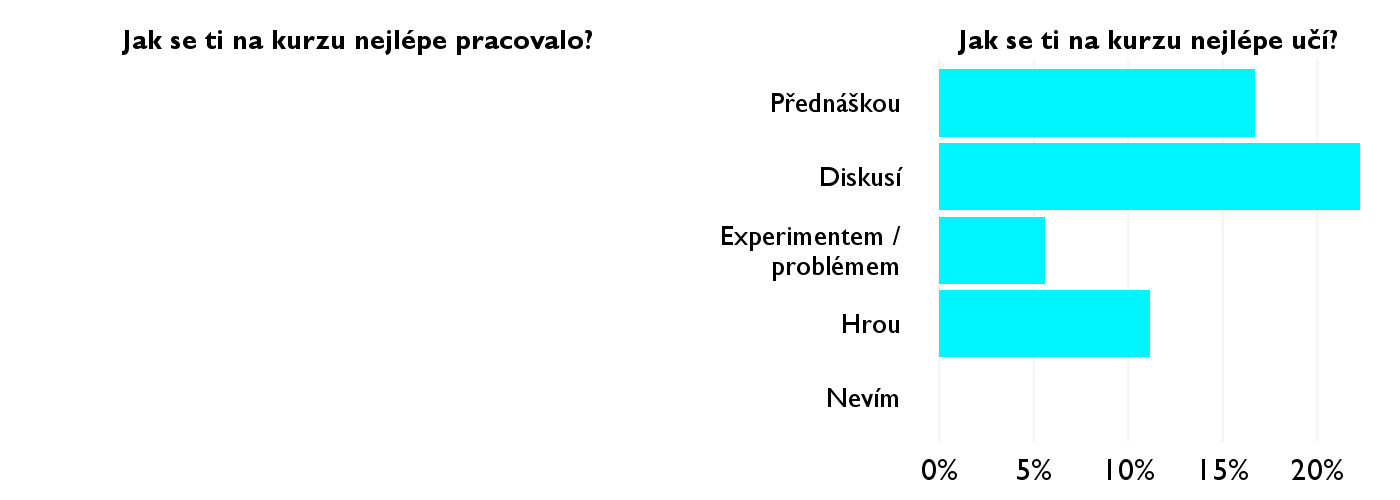 Jak se ti na kurzu nejlépe pracovalo?
Jak se ti na kurzu nejlépe učí?
Přednáškou
Diskusí
Experimentem /
problémem
Hrou
Nevím
0% 5% 10% 15% 20%